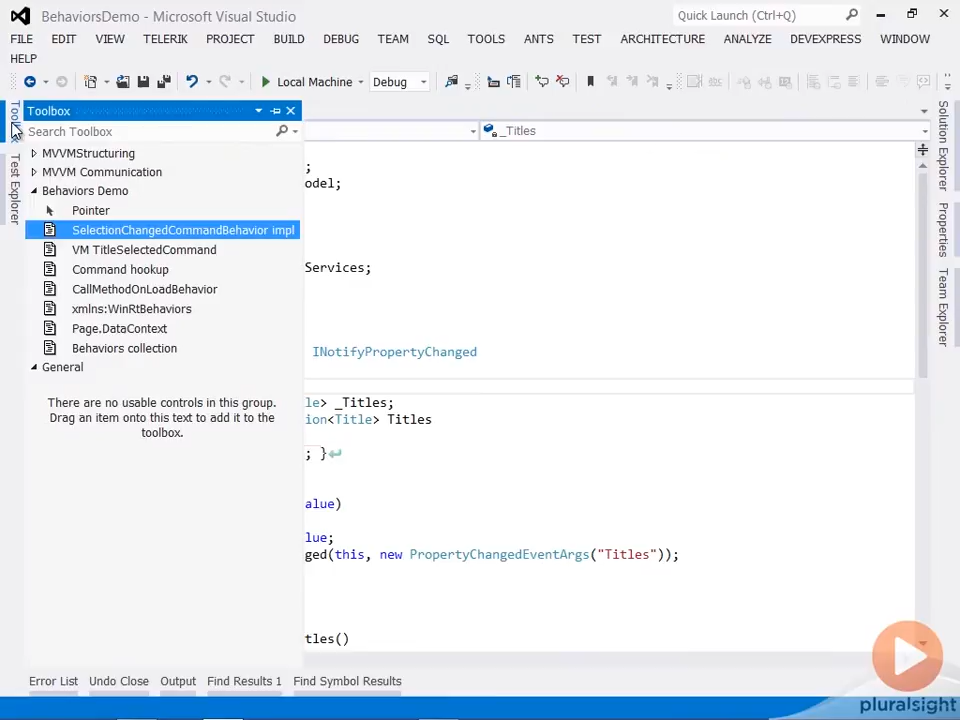 BehaviorsDemo - Microsoft Visual Studio
Quick Launch (Ctrl+Q)
FILE EDIT VIEW TELERIK PROJECT BUILD DEBUG TEAM SQL TOOLS ANTS TEST ARCHITECTURE ANALYZE DEVEXPRESS WINDOW
HELP
Local Machine Debug
Toolbox
Search Toolbox
_Titles
MVVMStructuring
MVVM Communication
Behaviors Demo
Pointer
SelectionChangedCommandBehavior impl
VM TitleSelectedCommand
Command hookup
CallMethodOnLoadBehavior
xmlns:WinRtBehaviors
Page.DataContext
Behaviors collection
General
There are no usable controls in this group.
Drag an item onto this text to add it to the
toolbox.
Test Explorer
;
odel;
Services;
INotifyPropertyChanged
le> _Titles;
ion<Title> Titles
; }
alue)
lue;
ged(this, new PropertyChangedEventArgs("Titles"));
tles()
Solution Explorer
Properties
Team Explorer
Error List Undo Close Output Find Results 1 Find Symbol Results
pluralsight